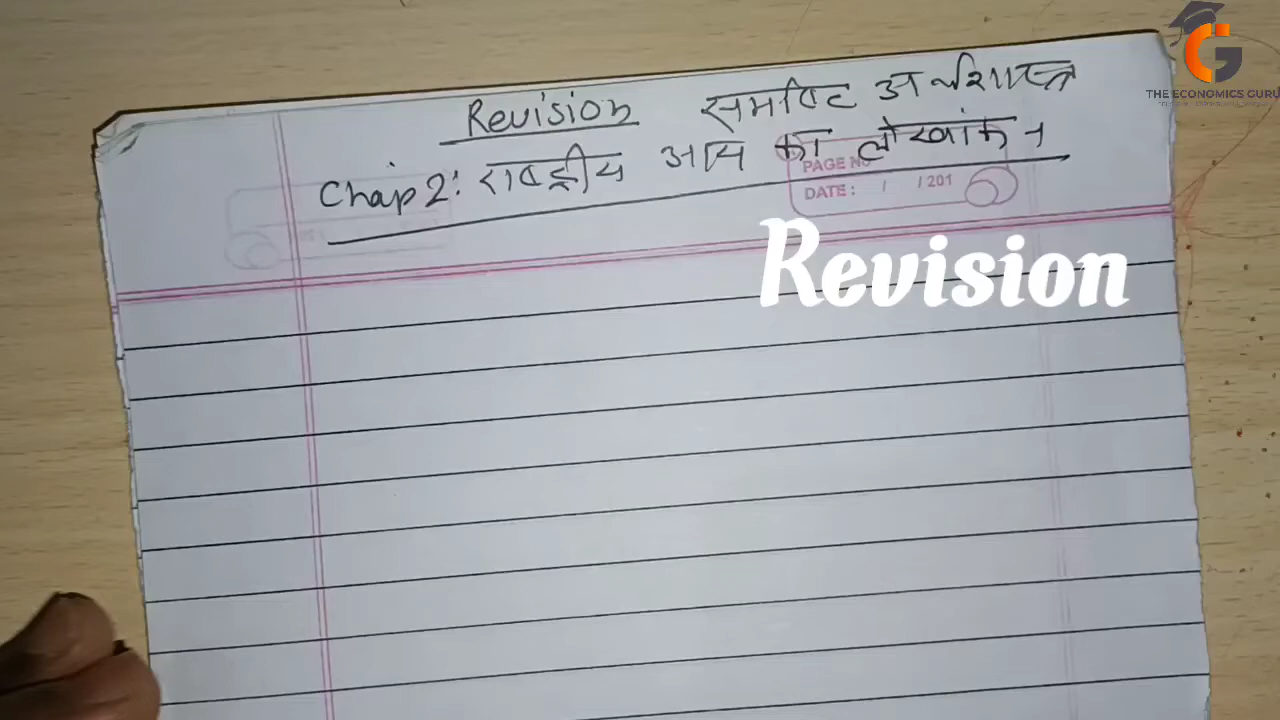 Revision समष्टि अर्थशास्त्र
Chap 2: राष्ट्रीय आय का लेखांकन
PAGE NO
DATE : / / 201
Revision
G
THE ECONOMICS GURU